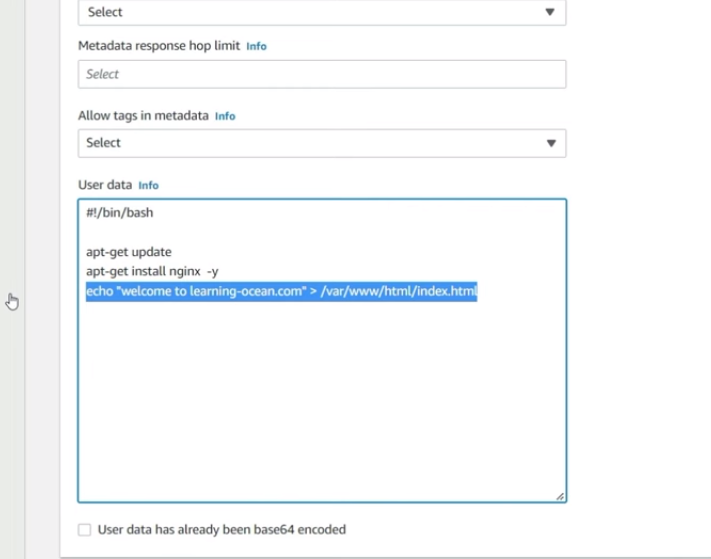 Select
Metadata response hop limit Info
Select
Allow tags in metadata Info
Select
User data Info
#!/bin/bash
apt-get update
apt-get install nginx -y
echo "welcome to learning-ocean.com" > /var/www/html/index.html
User data has already been base64 encoded